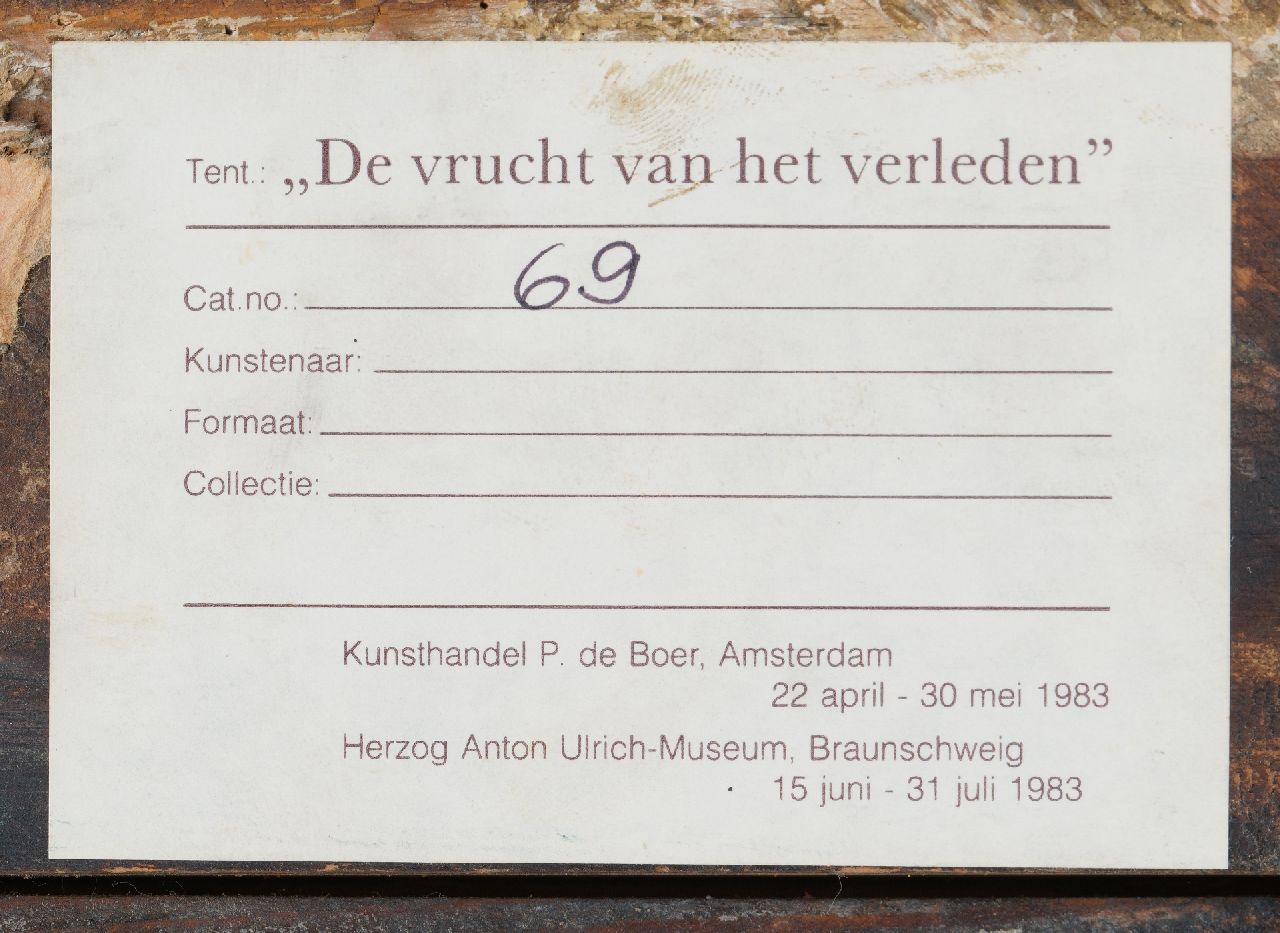 Tent.: „De vrucht van het verleden”
Cat.no.: 69
Kunstenaar:
Formaat:
Collectie:
Kunsthandel P. de Boer, Amsterdam
22 april - 30 mei 1983
Herzog Anton Ulrich-Museum, Braunschweig
15 juni - 31 juli 1983